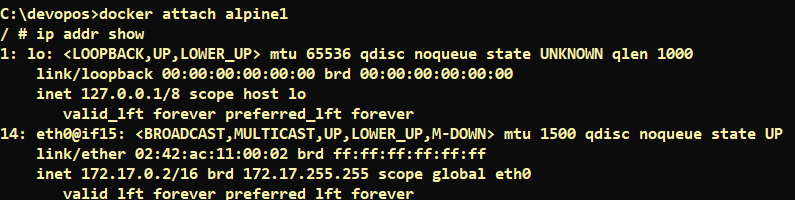 C:\devopos>docker attach alpine1
/ # ip addr show
1: lo: <LOOPBACK,UP,LOWER_UP> mtu 65536 qdisc noqueue state UNKNOWN qlen 1000
link/loopback 00:00:00:00:00:00 brd 00:00:00:00:00:00
inet 127.0.0.1/8 scope host lo
valid_lft forever preferred_lft forever
14: eth0@if15: <BROADCAST,MULTICAST,UP,LOWER_UP,M-DOWN> mtu 1500 qdisc noqueue state UP
link/ether 02:42:ac:11:00:02 brd ff:ff:ff:ff:ff:ff
inet 172.17.0.2/16 brd 172.17.255.255 scope global eth0
valid_lft forever preferred_lft forever